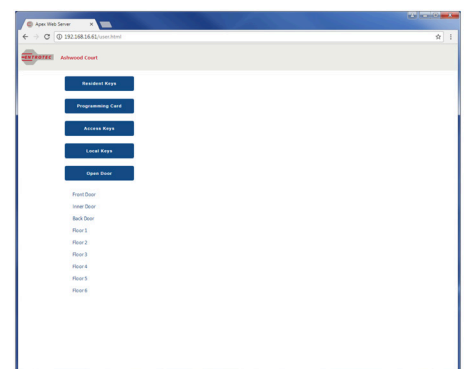 Apex Web Server
192.168.16.61/user.html
Ashwood Court
Resident Keys
Programming Card
Access Keys
Local Keys
Open Door
Front Door
Inner Door
Back Door
Floor 1
Floor 2
Floor 3
Floor 4
Floor 5
Floor 6